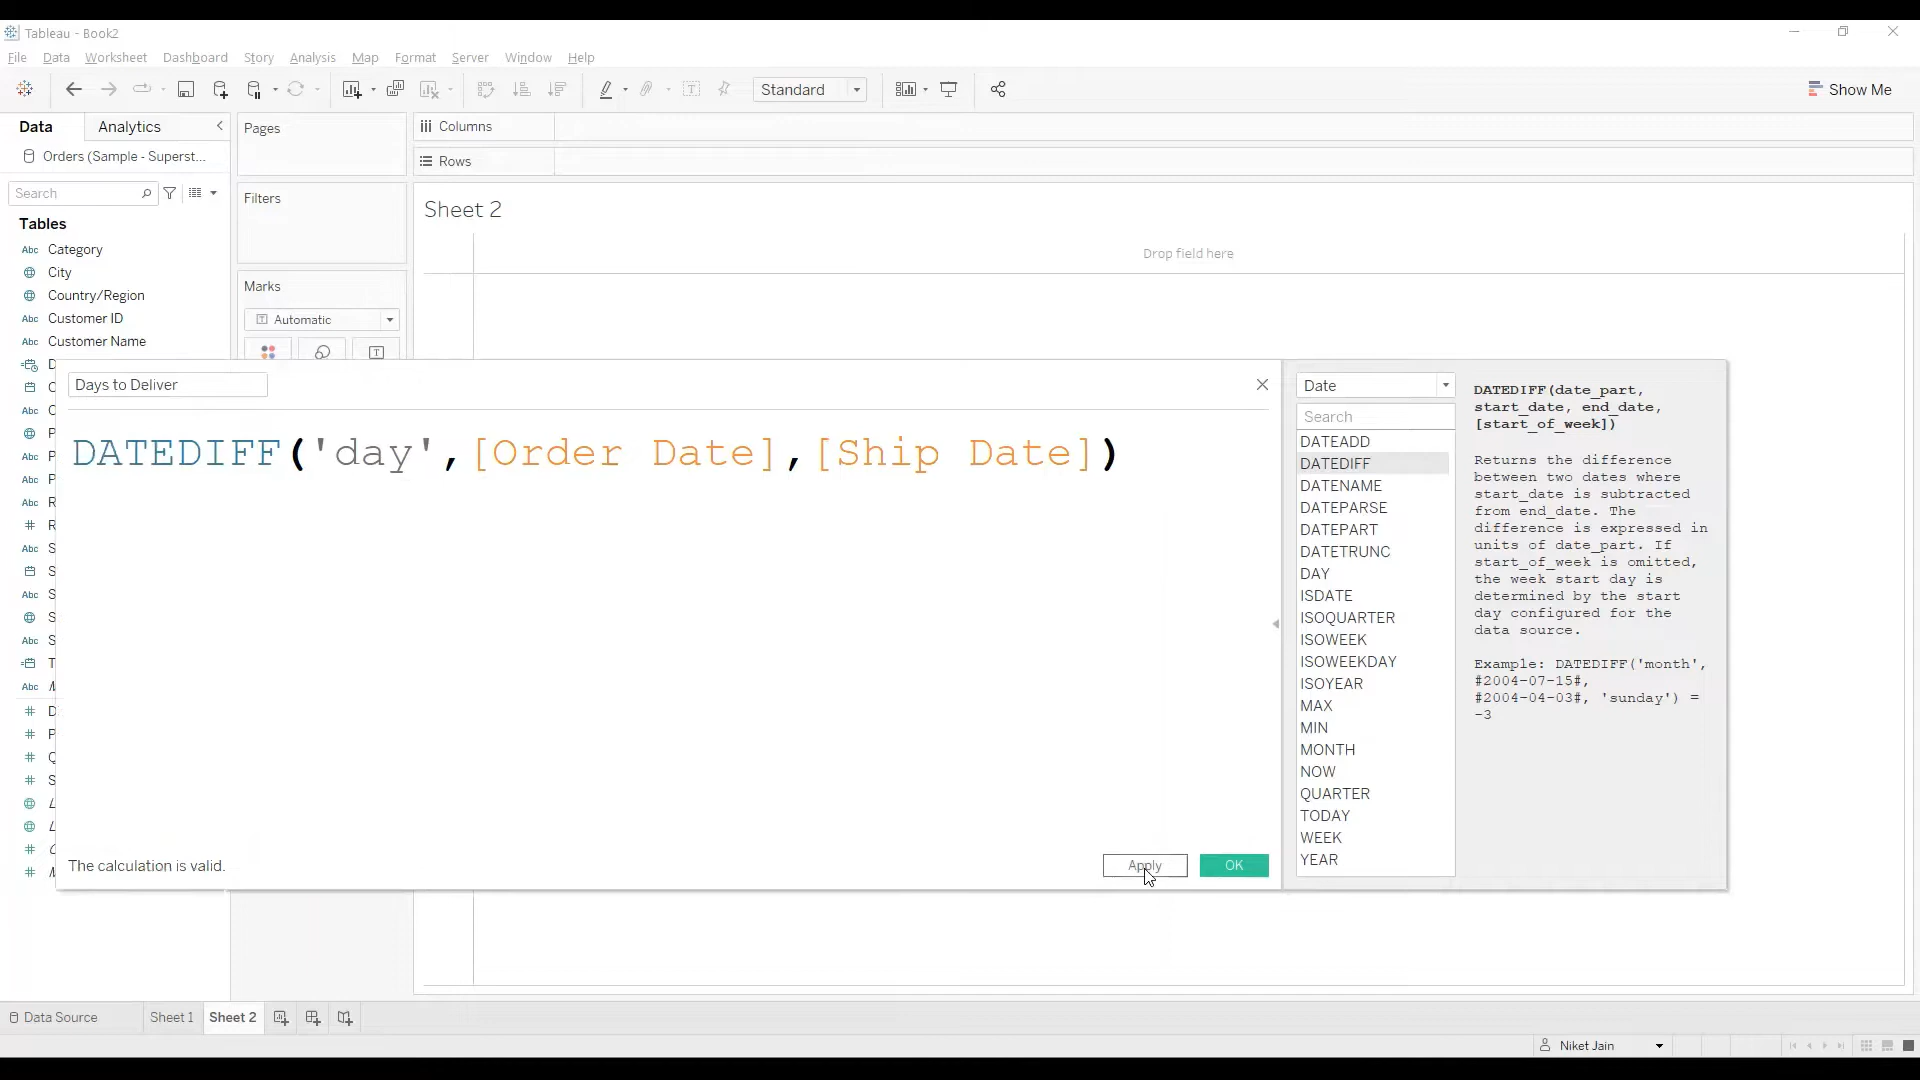 Tableau - Book2
File Data Worksheet Dashboard Story Analysis Map Format Server Window Help
Standard
Show Me
Data Analytics
Orders (Sample - Superst...
Search
Tables
Abc Category
City
Country/Region
Abc Customer ID
Abc Customer Name
Pages
Filters
Marks
Automatic
Columns
Rows
Sheet 2
Drop field here
Days to Deliver
DATEDIFF('day',[Order Date],[Ship Date])
The calculation is valid.
Apply
OK
Date
Search
DATEADD
DATEDIFF
DATENAME
DATEPARSE
DATEPART
DATETRUNC
DAY
ISDATE
ISOQUARTER
ISOWEEK
ISOWEEKDAY
ISOYEAR
MAX
MIN
MONTH
NOW
QUARTER
TODAY
WEEK
YEAR
DATEDIFF(date_part,
start_date, end_date,
[start_of_week])
Returns the difference
between two dates where
start_date is subtracted
from end_date. The
difference is expressed in
units of date_part. If
start_of_week is omitted,
the week start day is
determined by the start
day configured for the
data source.
Example: DATEDIFF('month',
#2004-07-15#,
#2004-04-03#, 'sunday') =
-3
Data Source Sheet 1 Sheet 2
Niket Jain